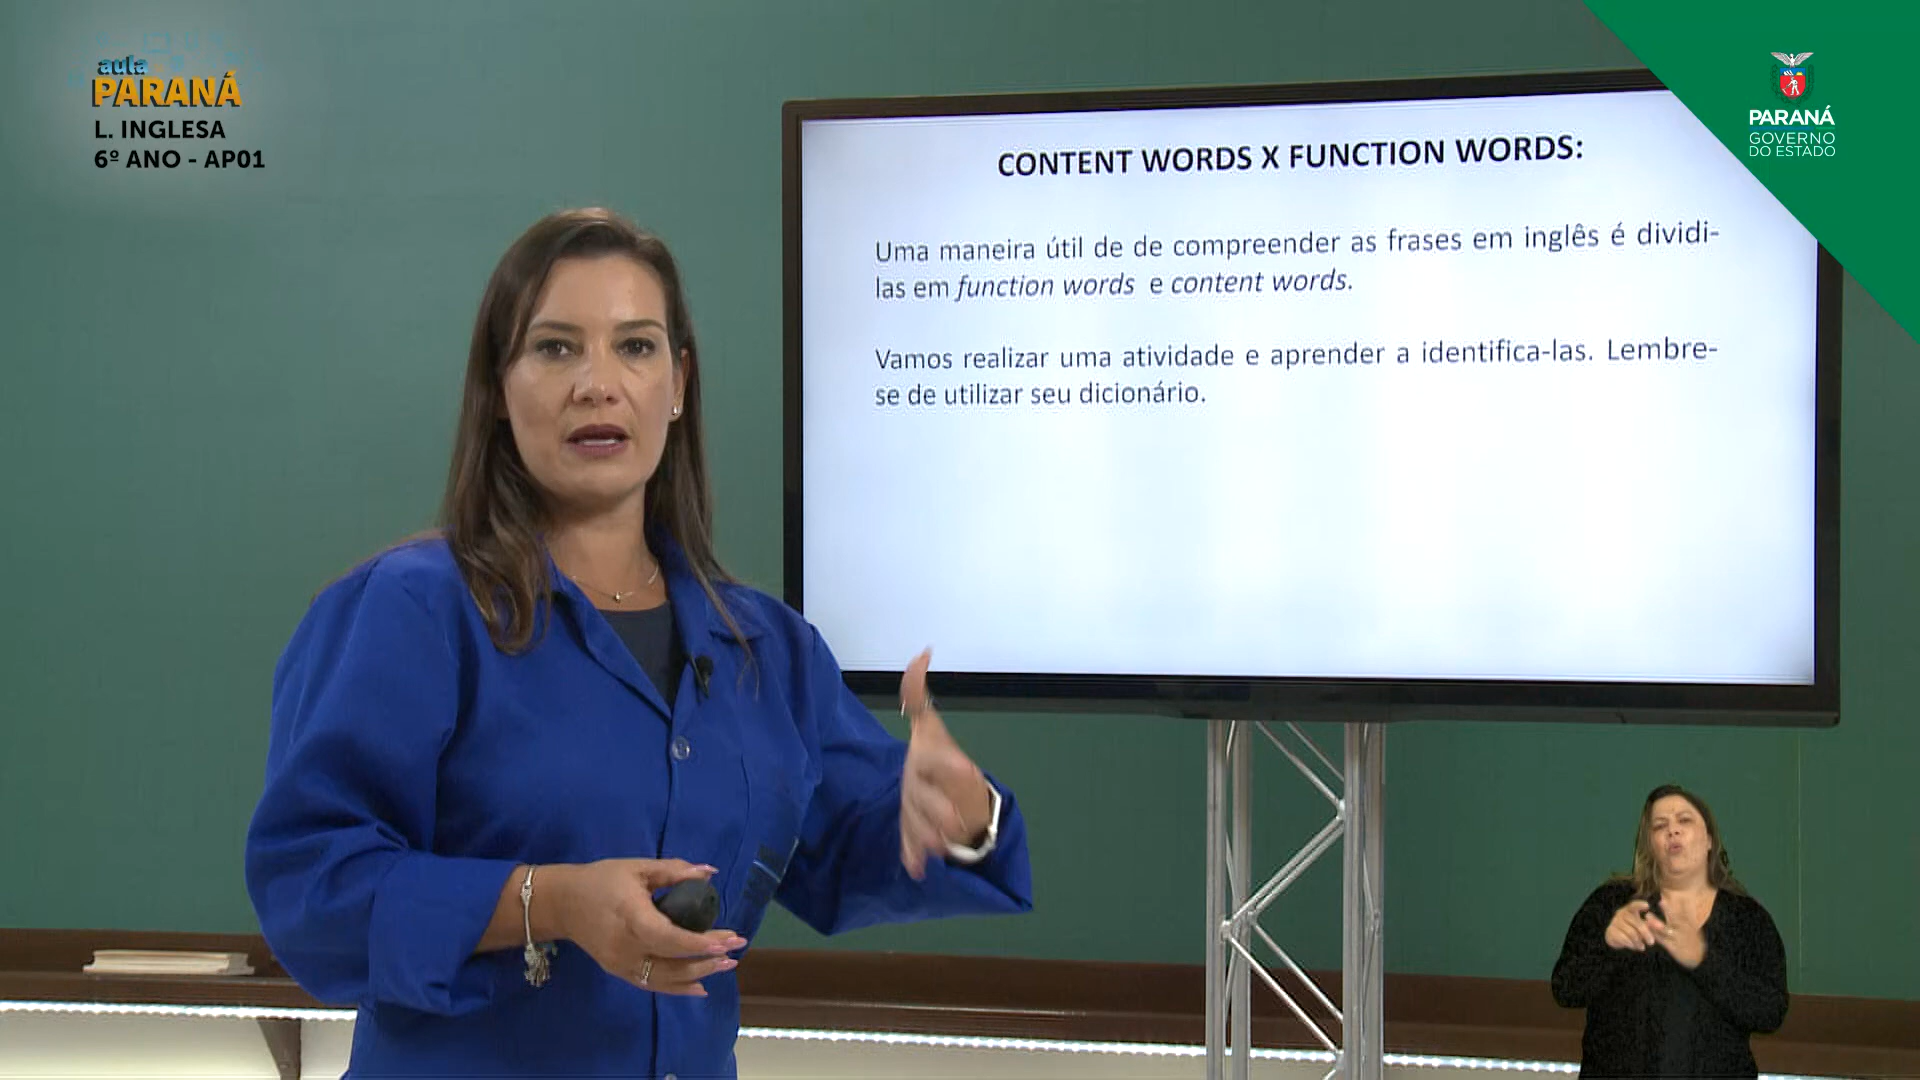 aula
PARANÁ
L. INGLESA
6º ANO - AP01
PARANÁ
GOVERNO
DO ESTADO
CONTENT WORDS X FUNCTION WORDS:
Uma maneira útil de de compreender as frases em inglês é dividi-
las em function words e content words.
Vamos realizar uma atividade e aprender a identifica-las. Lembre-
se de utilizar seu dicionário.